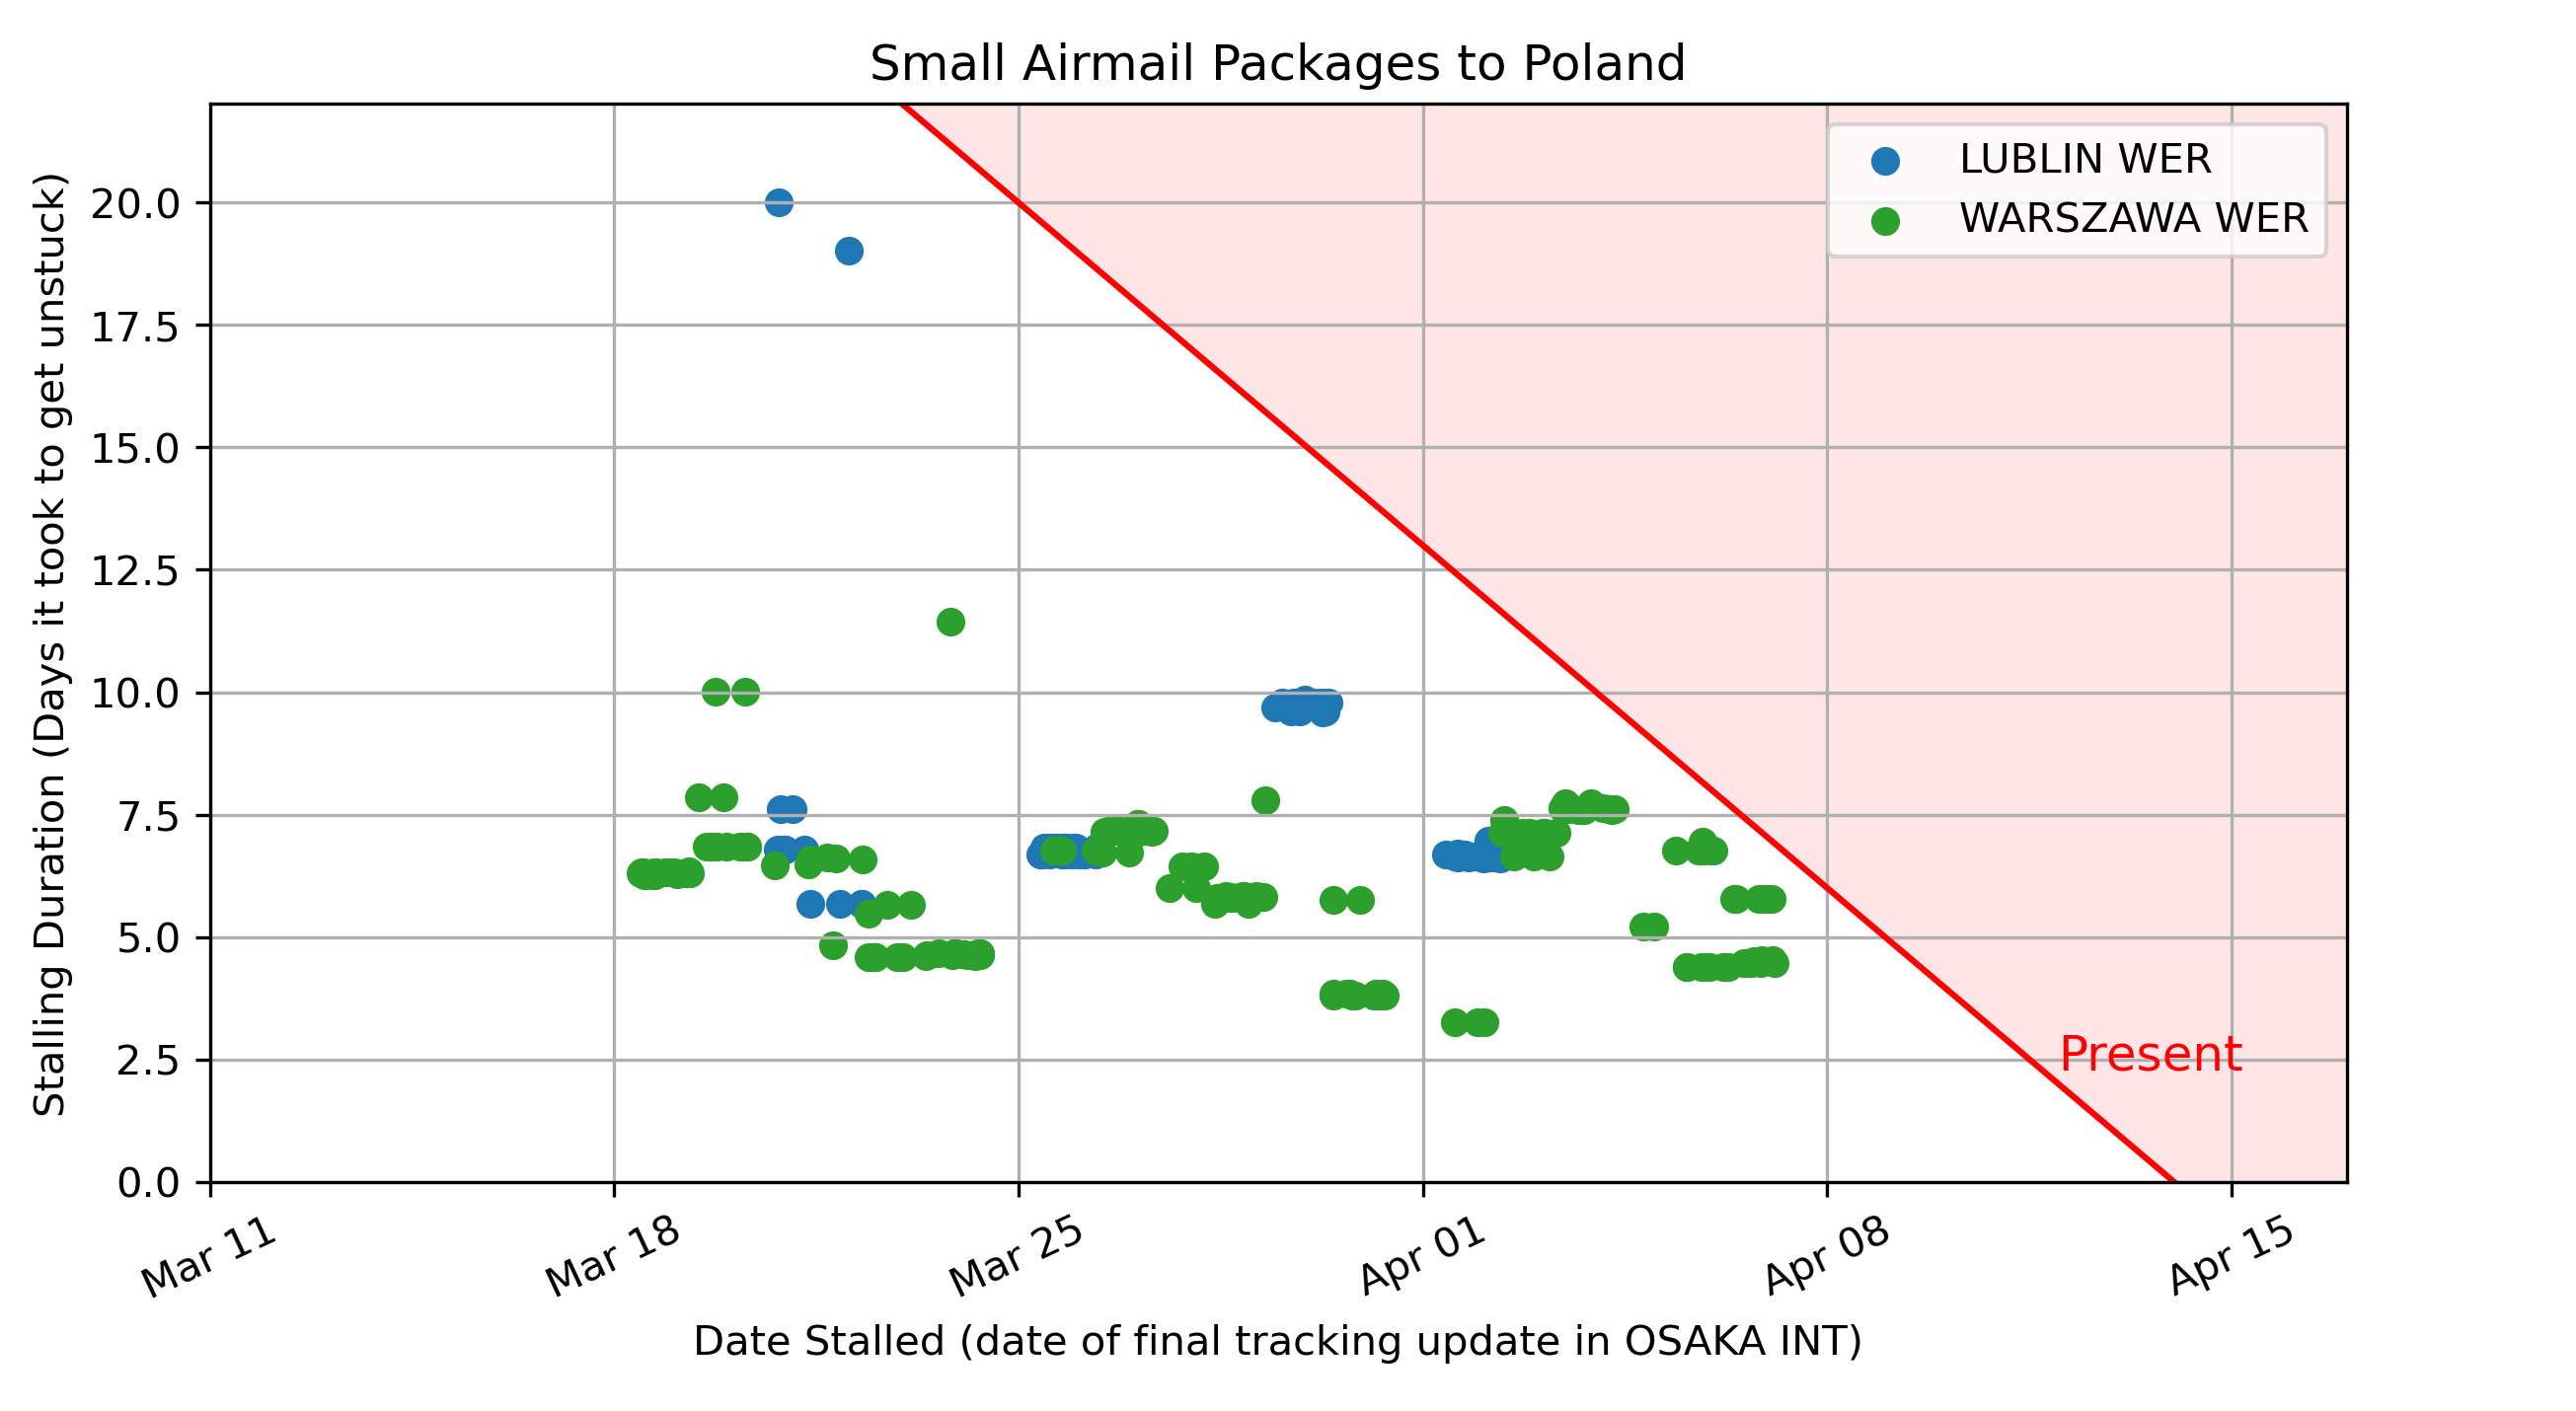 Small Airmail Packages to Poland
LUBLIN WER
WARSZAWA WER
Stalling Duration (Days it took to get unstuck)
20.0
17.5
15.0
12.5
10.0
7.5
5.0
2.5
0.0
Present
Mar 11
Mar 18
Mar 25
Apr 01
Apr 08
Apr 15
Date Stalled (date of final tracking update in OSAKA INT)